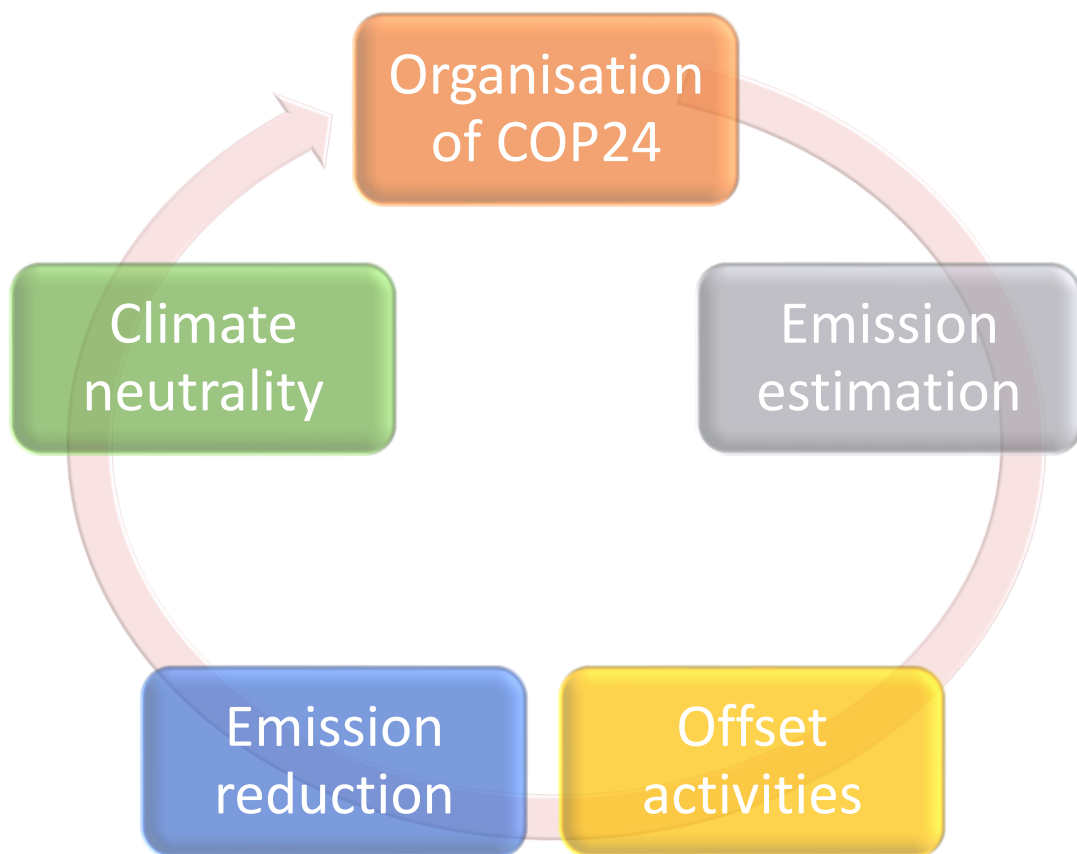 Organisation
of COP24
Emission
estimation
Offset
activities
Emission
reduction
Climate
neutrality